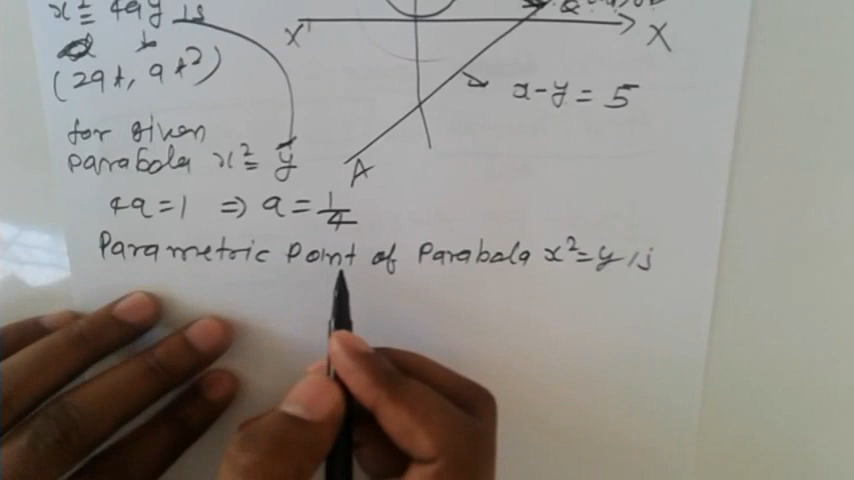 x² = 4ay is
(2at, at²)
X' X
x-y = 5
for given
parabola x² = y
A
4a = 1 ⇒ a = 1/4
Parametric Point of Parabola x² = y is